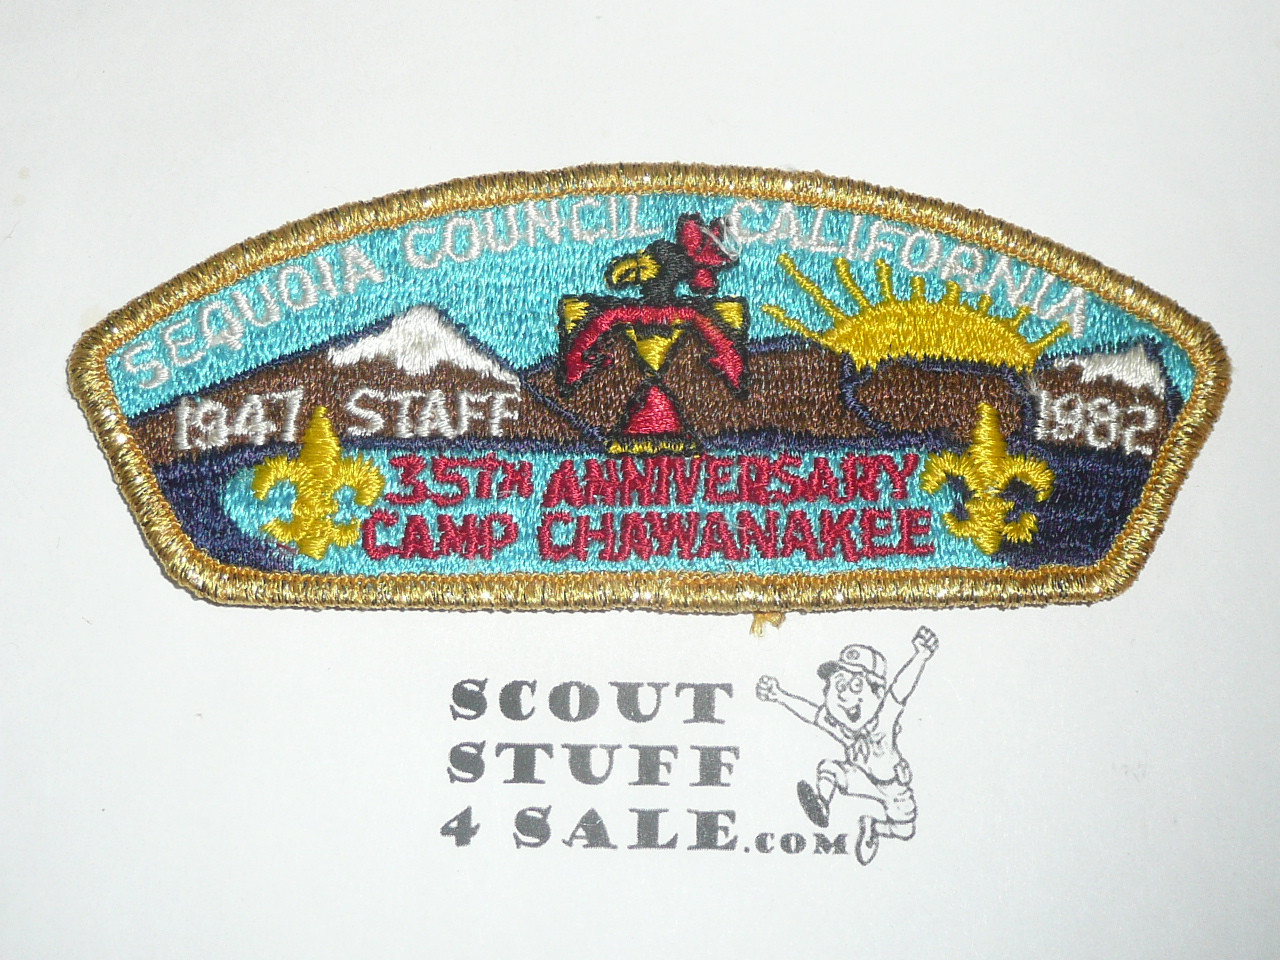 SEQUOIA COUNCIL CALIFORNIA
1947 STAFF 1982
35TH ANNIVERSARY
CAMP CHAWANAKEE
SCOUT
STUFF
4 SALE.COM